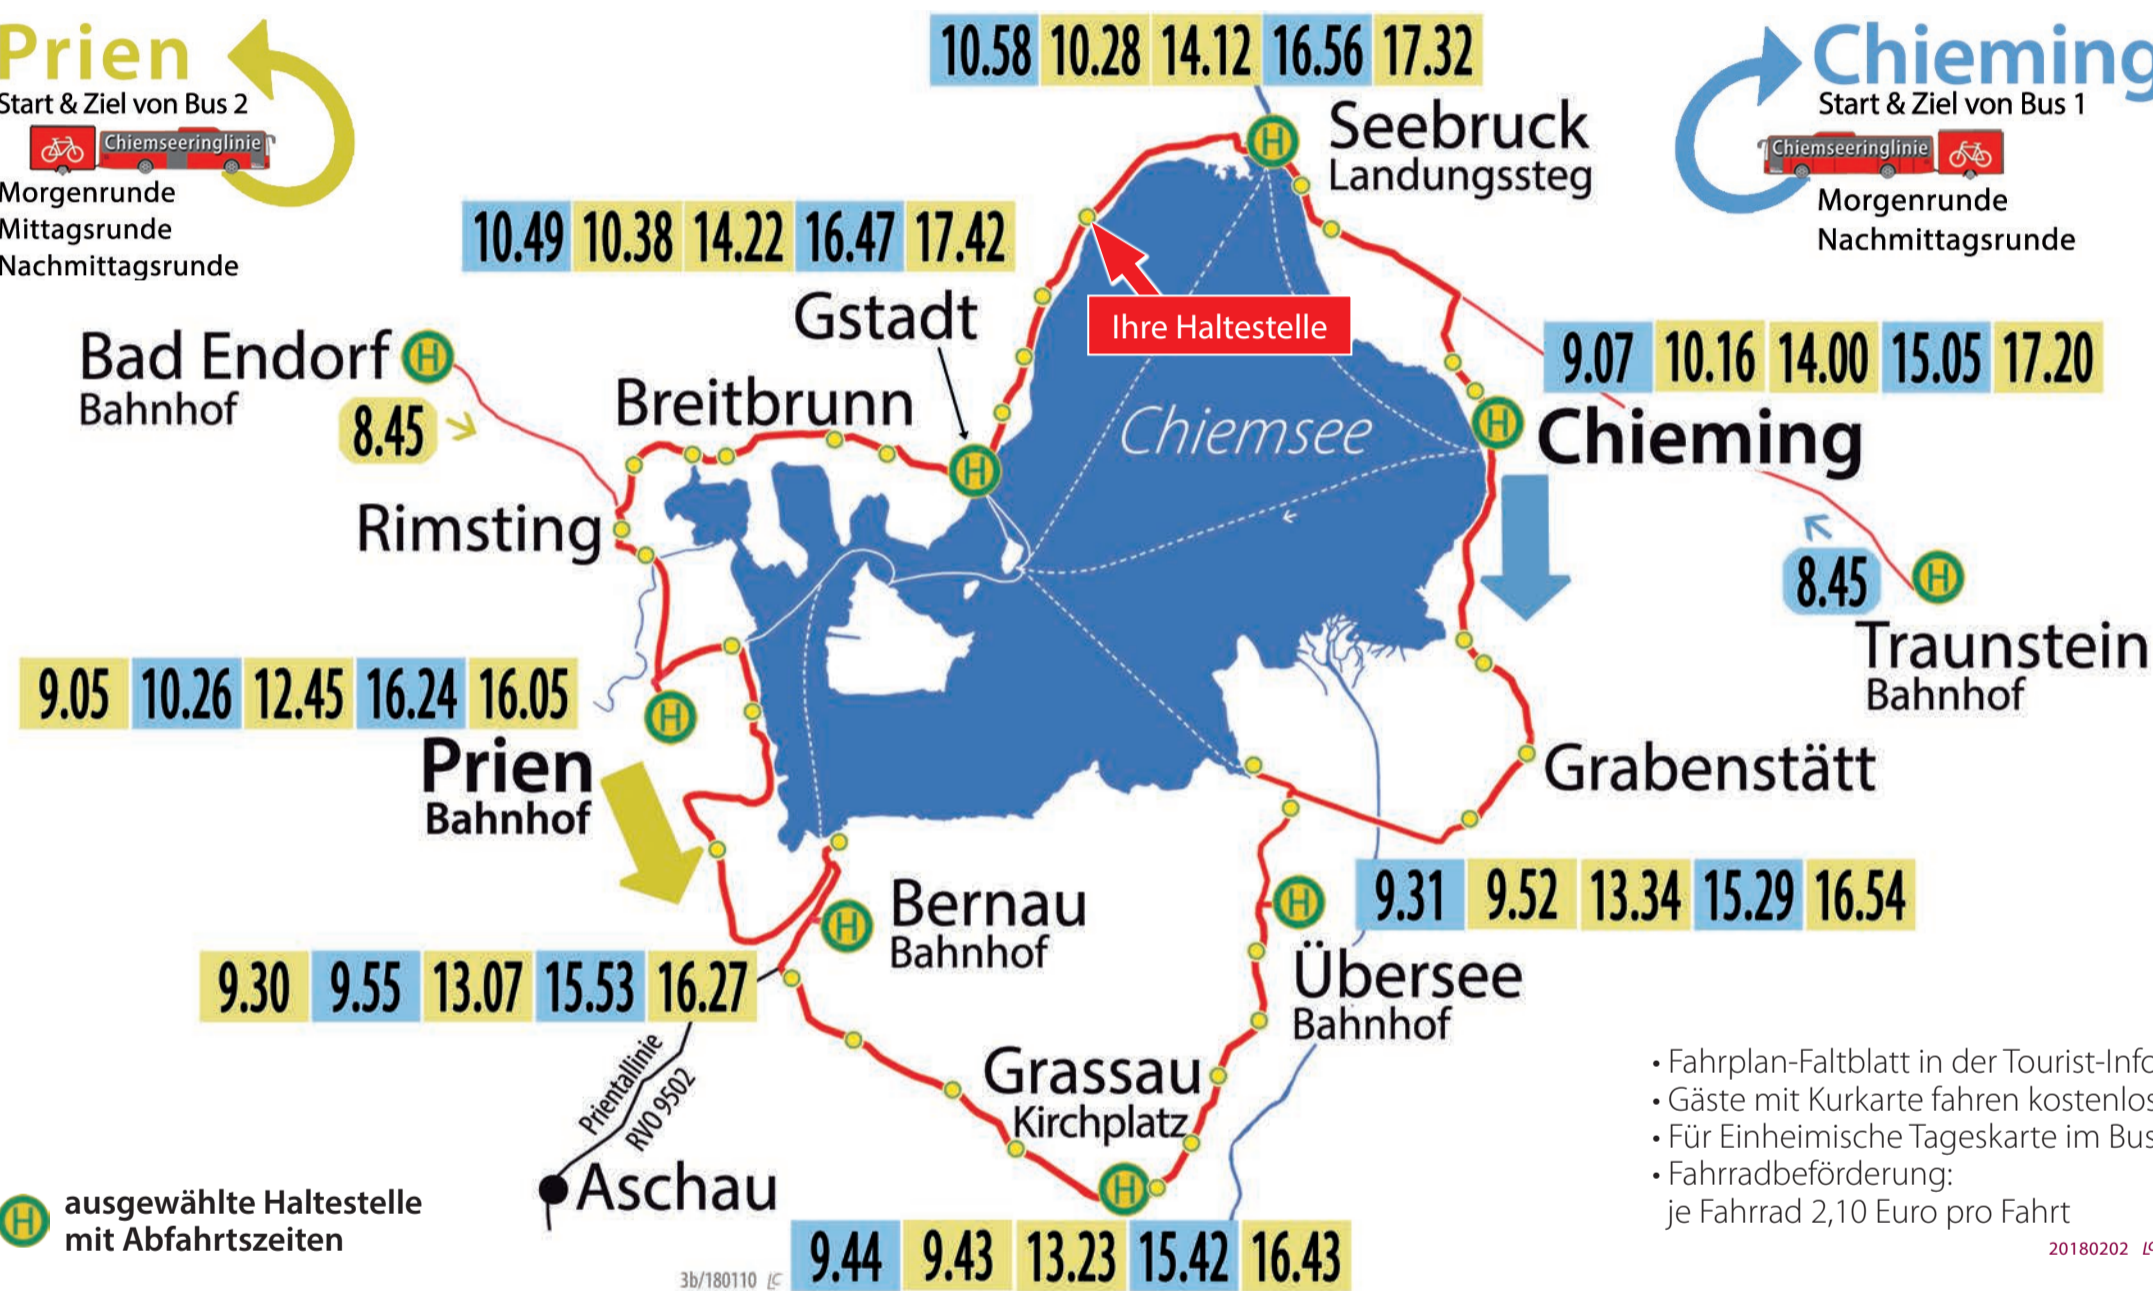 Prien
Start & Ziel von Bus 2
Chiemseeringlinie
Morgenrunde
Mittagsrunde
Nachmittagsrunde
10.58 10.28 14.12 16.56 17.32
Seebruck
Landungssteg
Chieming
Start & Ziel von Bus 1
Chiemseeringlinie
Morgenrunde
Nachmittagsrunde
10.49 10.38 14.22 16.47 17.42
Gstadt
Ihre Haltestelle
Bad Endorf H
Bahnhof
8.45
Breitbrunn
H
H
Chiemsee
9.07 10.16 14.00 15.05 17.20
H Chieming
Rimsting
8.45
H
Traunstein
Bahnhof
9.05 10.26 12.45 16.24 16.05
H
Prien
Bahnhof
Grabenstätt
H
Bernau
Bahnhof
9.31 9.52 13.34 15.29 16.54
H
Übersee
Bahnhof
9.30 9.55 13.07 15.53 16.27
Prientallinie
RVO 9502
Aschau
Grassau
Kirchplatz
H
9.44 9.43 13.23 15.42 16.43
H
ausgewählte Haltestelle
mit Abfahrtszeiten
3b/180110 LC
• Fahrplan-Faltblatt in der Tourist-Info
• Gäste mit Kurkarte fahren kostenlos
• Für Einheimische Tageskarte im Bus
• Fahrradbeförderung:
je Fahrrad 2,10 Euro pro Fahrt
20180202